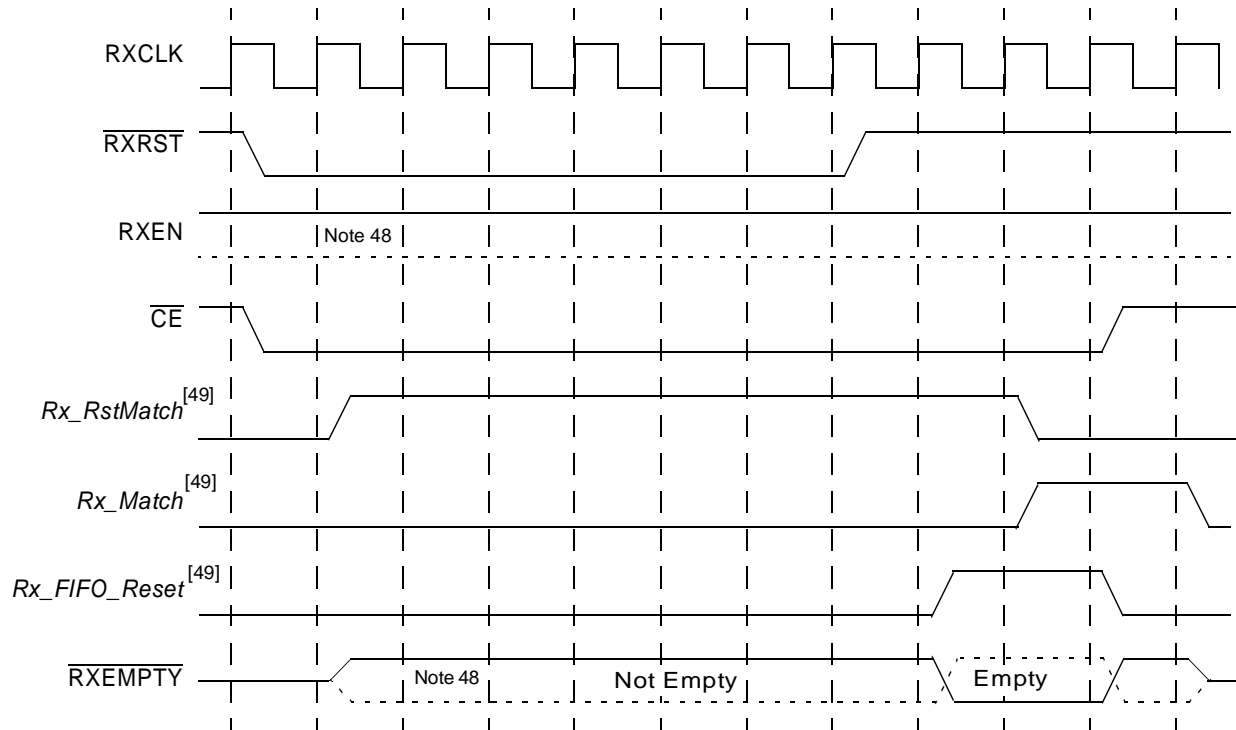 RXCLK
RXRST
RXEN
Note 48
CE
Rx_RstMatch[49]
Rx_Match[49]
Rx_FIFO_Reset[49]
RXEMPTY
Note 48
Not Empty
Empty